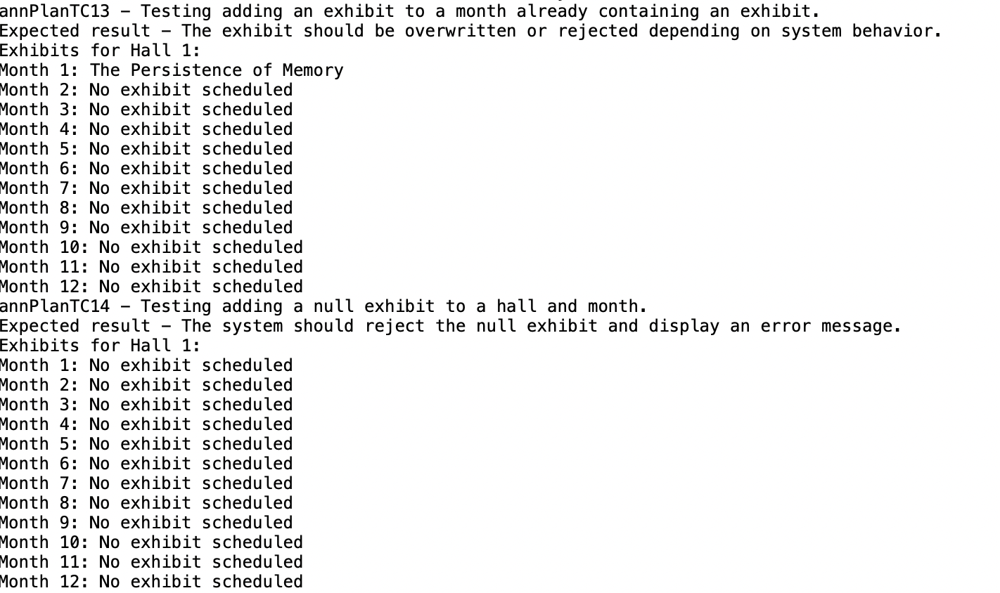 annPlanTC13 – Testing adding an exhibit to a month already containing an exhibit.
Expected result – The exhibit should be overwritten or rejected depending on system behavior.
Exhibits for Hall 1:
Month 1: The Persistence of Memory
Month 2: No exhibit scheduled
Month 3: No exhibit scheduled
Month 4: No exhibit scheduled
Month 5: No exhibit scheduled
Month 6: No exhibit scheduled
Month 7: No exhibit scheduled
Month 8: No exhibit scheduled
Month 9: No exhibit scheduled
Month 10: No exhibit scheduled
Month 11: No exhibit scheduled
Month 12: No exhibit scheduled
annPlanTC14 – Testing adding a null exhibit to a hall and month.
Expected result – The system should reject the null exhibit and display an error message.
Exhibits for Hall 1:
Month 1: No exhibit scheduled
Month 2: No exhibit scheduled
Month 3: No exhibit scheduled
Month 4: No exhibit scheduled
Month 5: No exhibit scheduled
Month 6: No exhibit scheduled
Month 7: No exhibit scheduled
Month 8: No exhibit scheduled
Month 9: No exhibit scheduled
Month 10: No exhibit scheduled
Month 11: No exhibit scheduled
Month 12: No exhibit scheduled